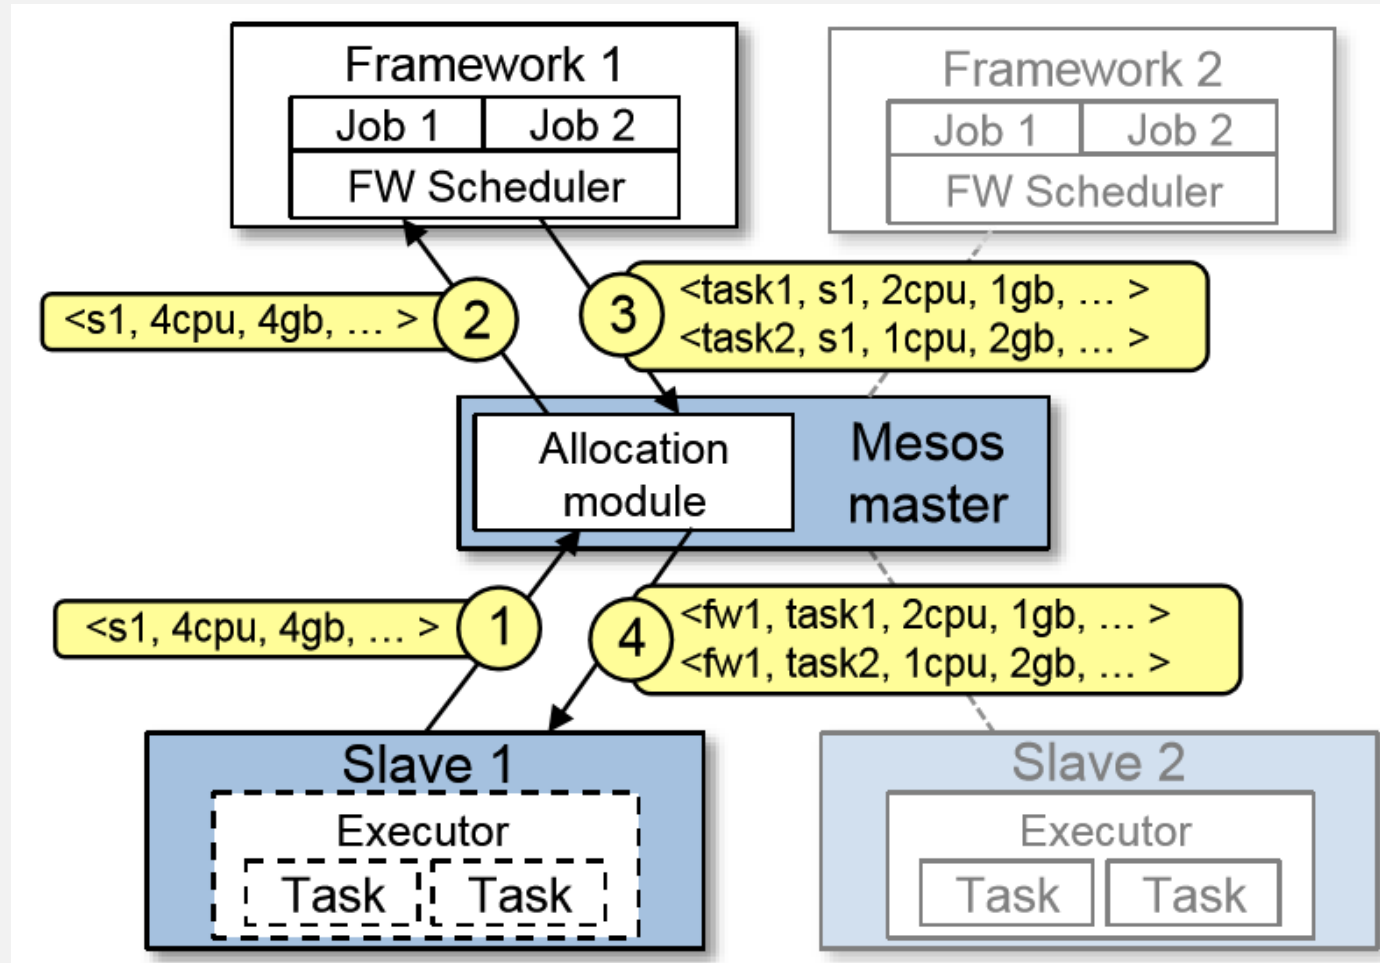 Framework 1
Job 1 Job 2
FW Scheduler
Framework 2
Job 1 Job 2
FW Scheduler
<s1, 4cpu, 4gb, ... >
2
3
<task1, s1, 2cpu, 1gb, ... >
<task2, s1, 1cpu, 2gb, ... >
Allocation
module
Mesos
master
<s1, 4cpu, 4gb, ... >
1
4
<fw1, task1, 2cpu, 1gb, ... >
<fw1, task2, 1cpu, 2gb, ... >
Slave 1
Executor
Task Task
Slave 2
Executor
Task Task